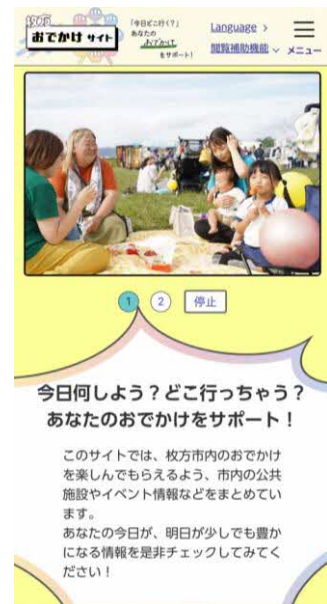 枚方
おでかけ サイト
「今日どこ行く？」
あなたの
おでかけ
をサポート！
Language
閲覧補助機能
メニュー
1 2 停止
今日何しよう？どこ行っちゃう？
あなたのおでかけをサポート！
このサイトでは、枚方市内のおでかけ
を楽しんでもらえるよう、市内の公共
施設やイベント情報などをまとめてい
ます。
あなたの今日が、明日が少しでも豊か
になる情報を是非チェックしてみてく
ださい！